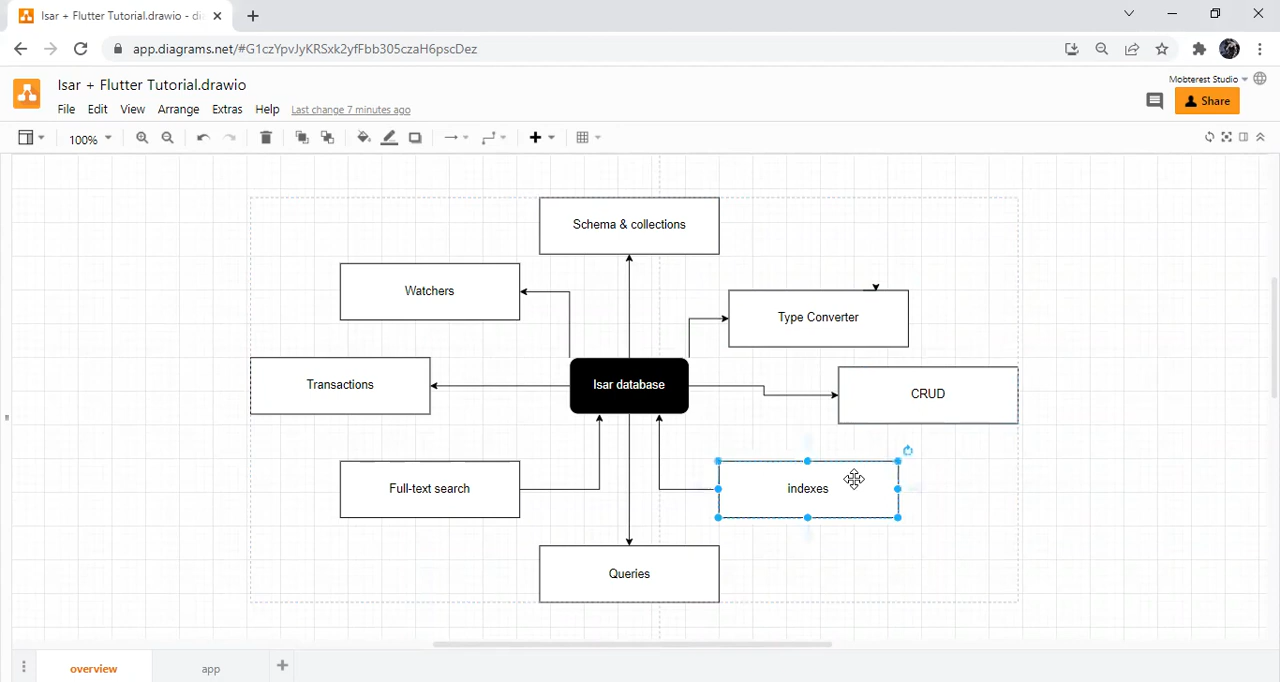 Isar + Flutter Tutorial.drawio - di
app.diagrams.net/#G1czYpvJyKRSxk2yfFbb305czaH6pscDez
Isar + Flutter Tutorial.drawio
Mobterest Studio
File Edit View Arrange Extras Help Last change 7 minutes ago
Share
100%
Schema & collections
Watchers
Type Converter
Transactions
Isar database
CRUD
Full-text search
indexes
Queries
overview
app